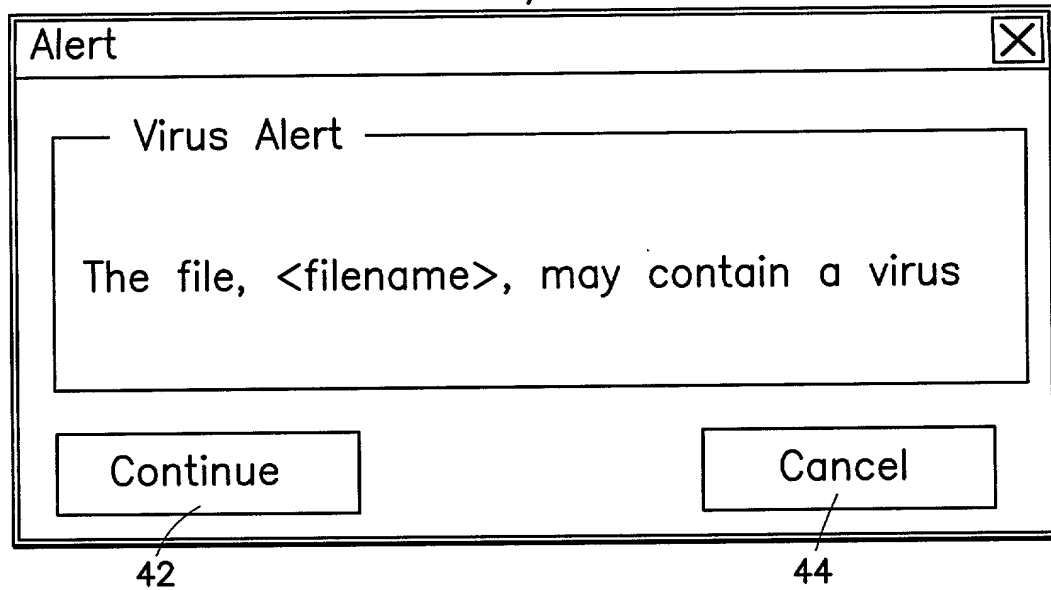 Alert
Virus Alert
The file, <filename>, may contain a virus
Continue
Cancel
42
44